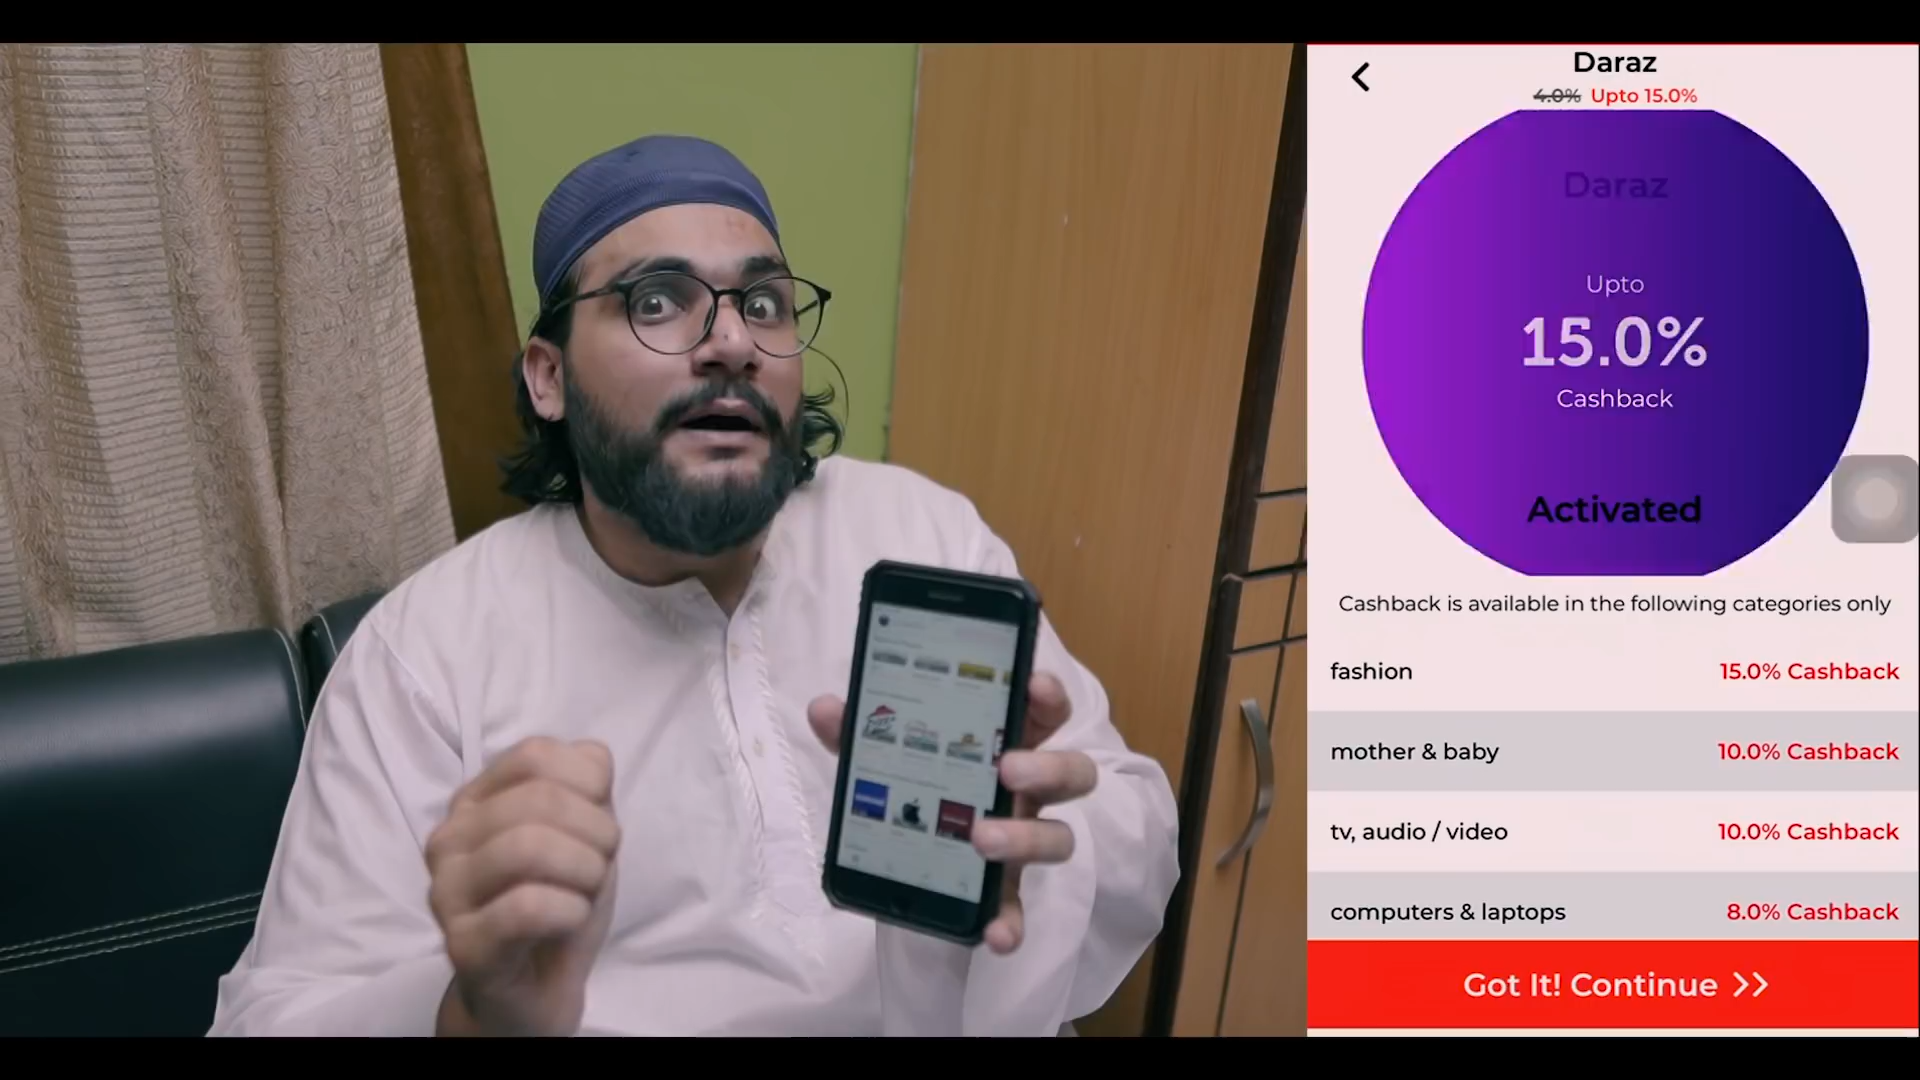 Daraz
4.0% Upto 15.0%
Daraz
Upto
15.0%
Cashback
Activated
Cashback is available in the following categories only
fashion 15.0% Cashback
mother & baby 10.0% Cashback
tv, audio / video 10.0% Cashback
computers & laptops 8.0% Cashback
Got It! Continue >>